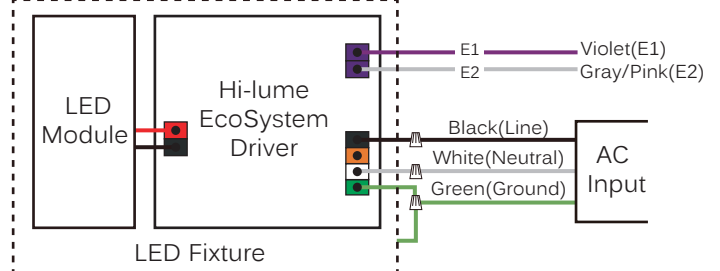 E1
Violet(E1)
E2
Gray/Pink(E2)
LED
Module
Hi-lume
EcoSystem
Driver
Black(Line)
White(Neutral)
Green(Ground)
AC
Input
LED Fixture